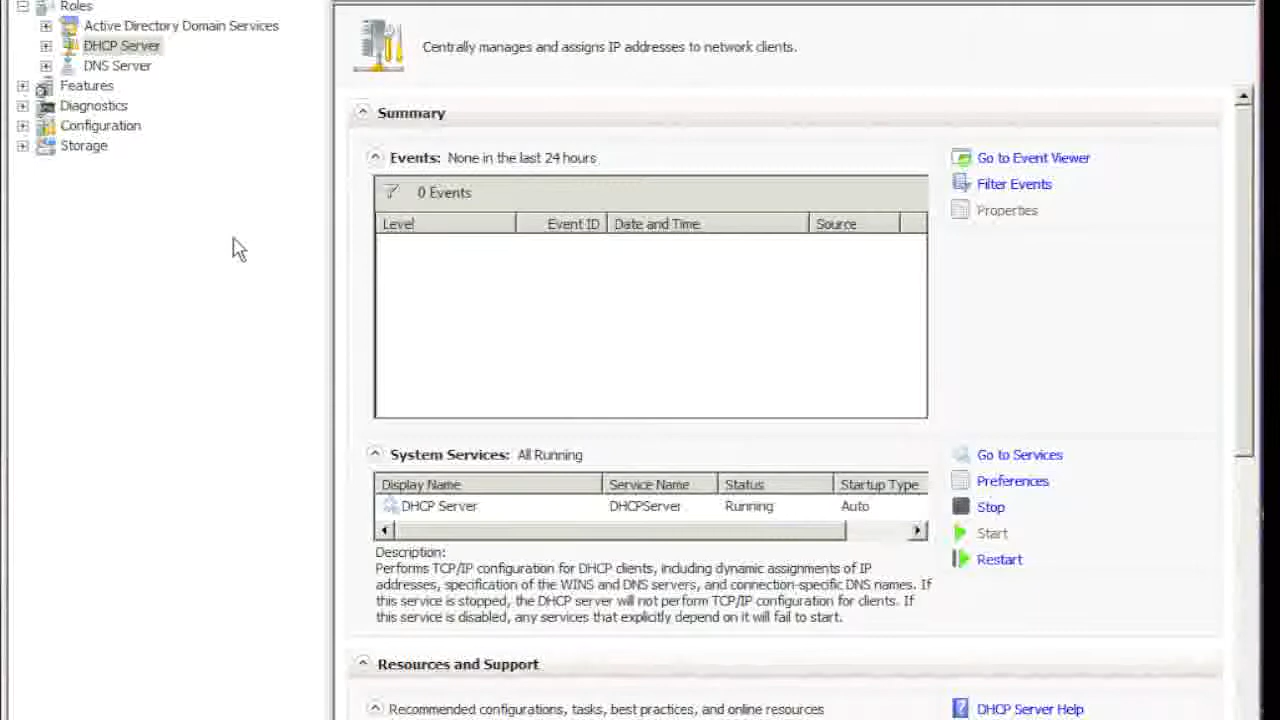 Roles
Active Directory Domain Services
DHCP Server
DNS Server
Features
Diagnostics
Configuration
Storage
Centrally manages and assigns IP addresses to network clients.
Summary
Events: None in the last 24 hours
0 Events
Level Event ID Date and Time Source
Go to Event Viewer
Filter Events
Properties
System Services: All Running
Display Name Service Name Status Startup Type
DHCP Server DHCPServer Running Auto
Description:
Performs TCP/IP configuration for DHCP clients, including dynamic assignments of IP
addresses, specification of the WINS and DNS servers, and connection-specific DNS names. If
this service is stopped, the DHCP server will not perform TCP/IP configuration for clients. If
this service is disabled, any services that explicitly depend on it will fail to start.
Go to Services
Preferences
Stop
Start
Restart
Resources and Support
Recommended configurations, tasks, best practices, and online resources
DHCP Server Help